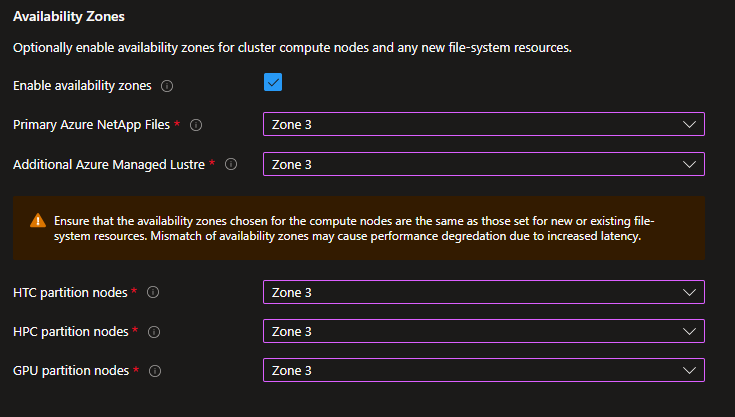 Availability Zones
Optionally enable availability zones for cluster compute nodes and any new file-system resources.
Enable availability zones
Primary Azure NetApp Files * Zone 3
Additional Azure Managed Lustre * Zone 3
Ensure that the availability zones chosen for the compute nodes are the same as those set for new or existing file-
system resources. Mismatch of availability zones may cause performance degredation due to increased latency.
HTC partition nodes * Zone 3
HPC partition nodes * Zone 3
GPU partition nodes * Zone 3